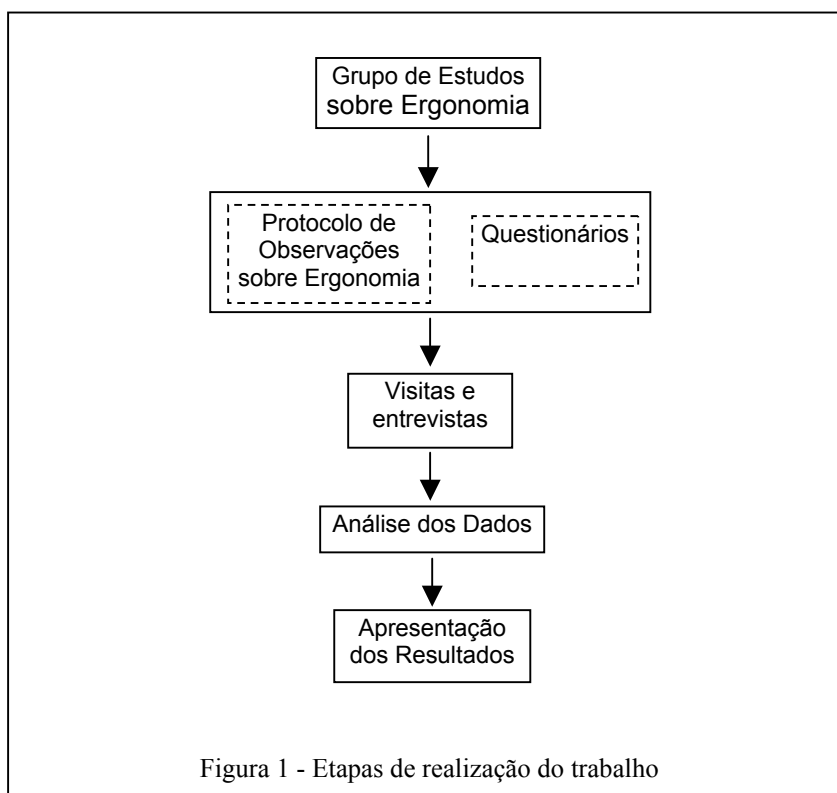 Grupo de Estudos
sobre Ergonomia
Protocolo de
Observações
sobre Ergonomia
Questionários
Visitas e
entrevistas
Análise dos Dados
Apresentação
dos Resultados
Figura 1 - Etapas de realização do trabalho